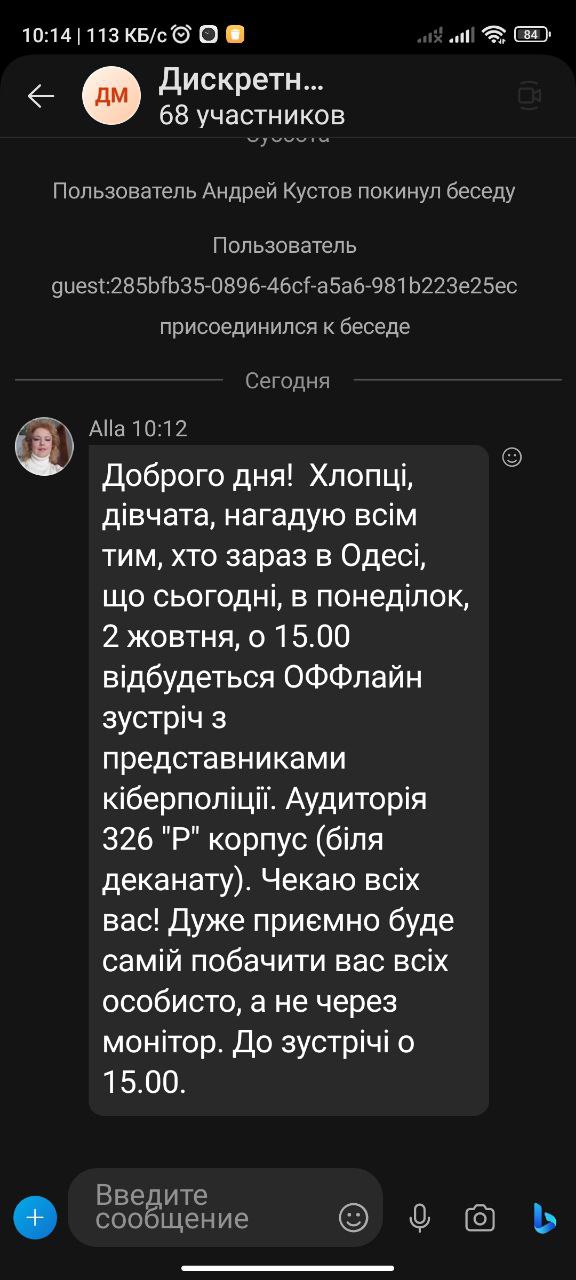 10:14 | 113 КБ/с
84
ДМ
Дискретн...
68 участников
Суббота
Пользователь Андрей Кустов покинул беседу
Пользователь
guest:285bfb35-0896-46cf-a5a6-981b223e25ec
присоединился к беседе
Сегодня
Alla 10:12
Доброго дня!  Хлопці,
дівчата, нагадую всім
тим, хто зараз в Одесі,
що сьогодні, в понеділок,
2 жовтня, о 15.00
відбудеться ОФФлайн
зустріч з
представниками
кіберполіції. Аудиторія
326 "Р" корпус (біля
деканату). Чекаю всіх
вас! Дуже приємно буде
самій побачити вас всіх
особисто, а не через
монітор. До зустрічі о
15.00.
Введите
сообщение